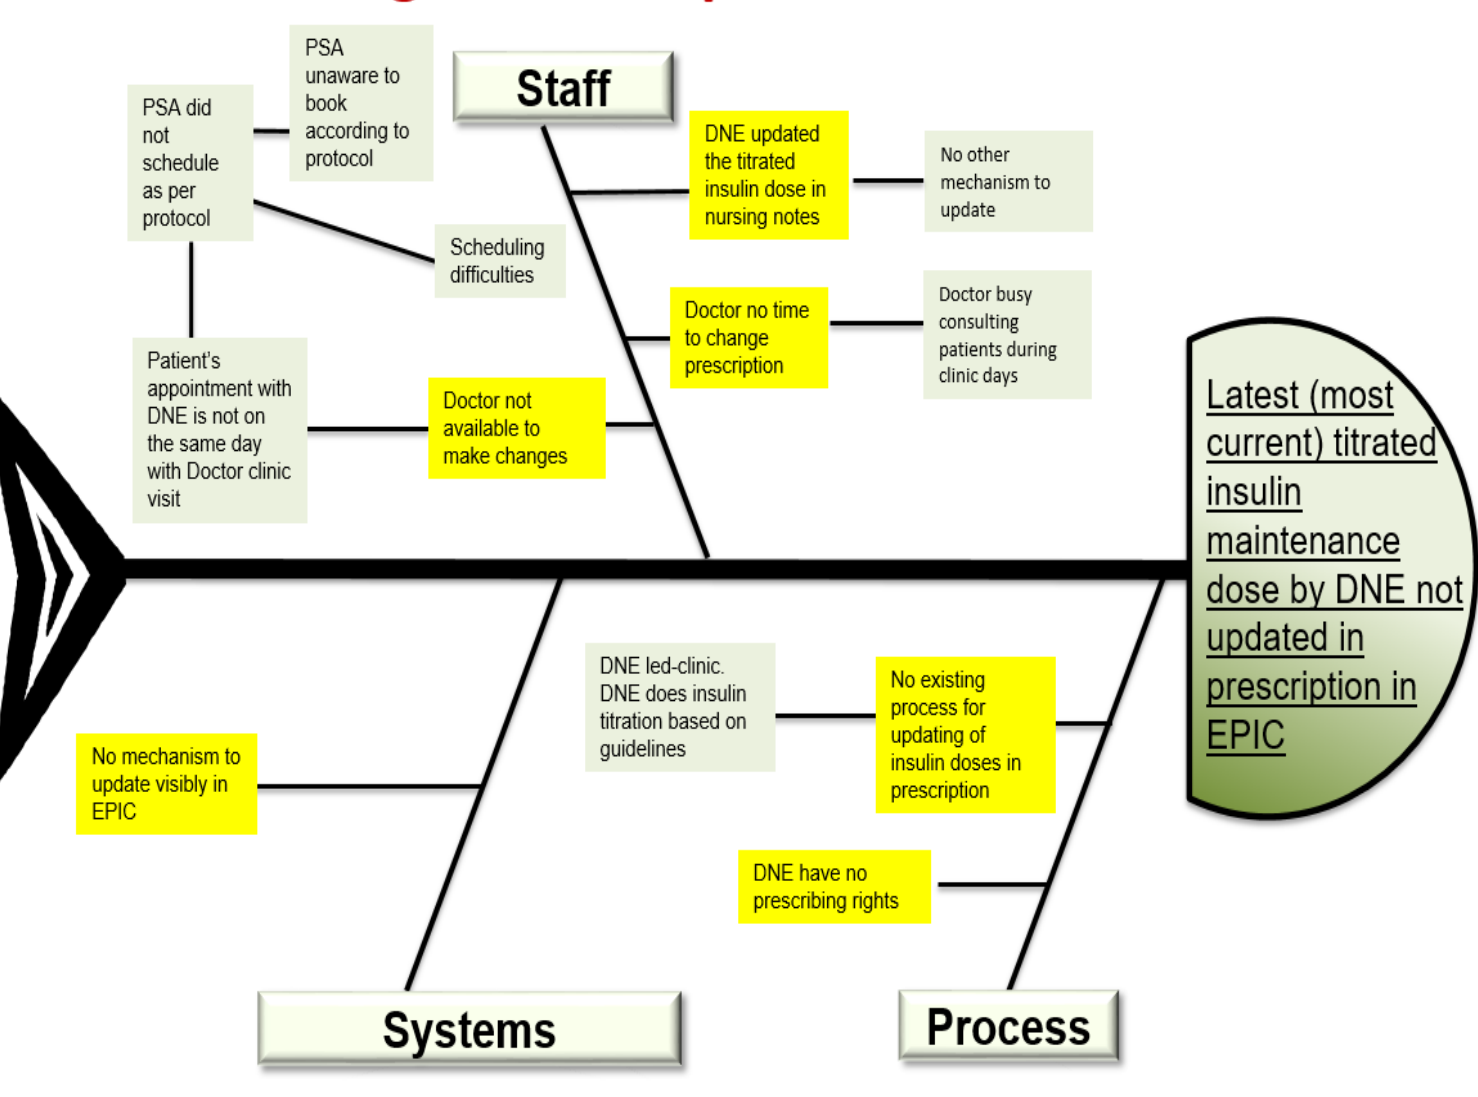 PSA
unaware to
book
according to
protocol
PSA did
not
schedule
as per
protocol
Scheduling
difficulties
Patient’s
appointment with
DNE is not on
the same day
with Doctor clinic
visit
Doctor not
available to
make changes
Staff
DNE updated
the titrated
insulin dose in
nursing notes
No other
mechanism to
update
Doctor no time
to change
prescription
Doctor busy
consulting
patients during
clinic days
Latest (most
current) titrated
insulin
maintenance
dose by DNE not
updated in
prescription in
EPIC
No mechanism to
update visibly in
EPIC
Systems
DNE led-clinic.
DNE does insulin
titration based on
guidelines
No existing
process for
updating of
insulin doses in
prescription
DNE have no
prescribing rights
Process